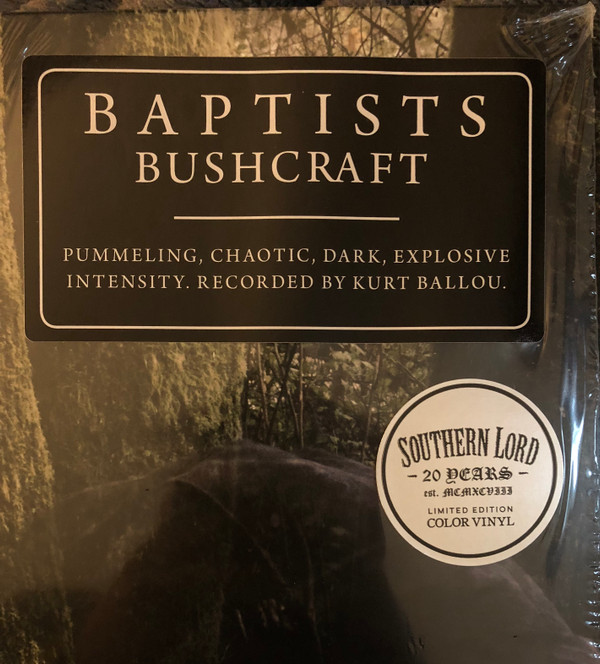 BAPTISTS
BUSHCRAFT
PUMMELING, CHAOTIC, DARK, EXPLOSIVE
INTENSITY. RECORDED BY KURT BALLOU.
SOUTHERN LORD
- 20 YEARS -
est. MCMXCVIII
LIMITED EDITION
COLOR VINYL